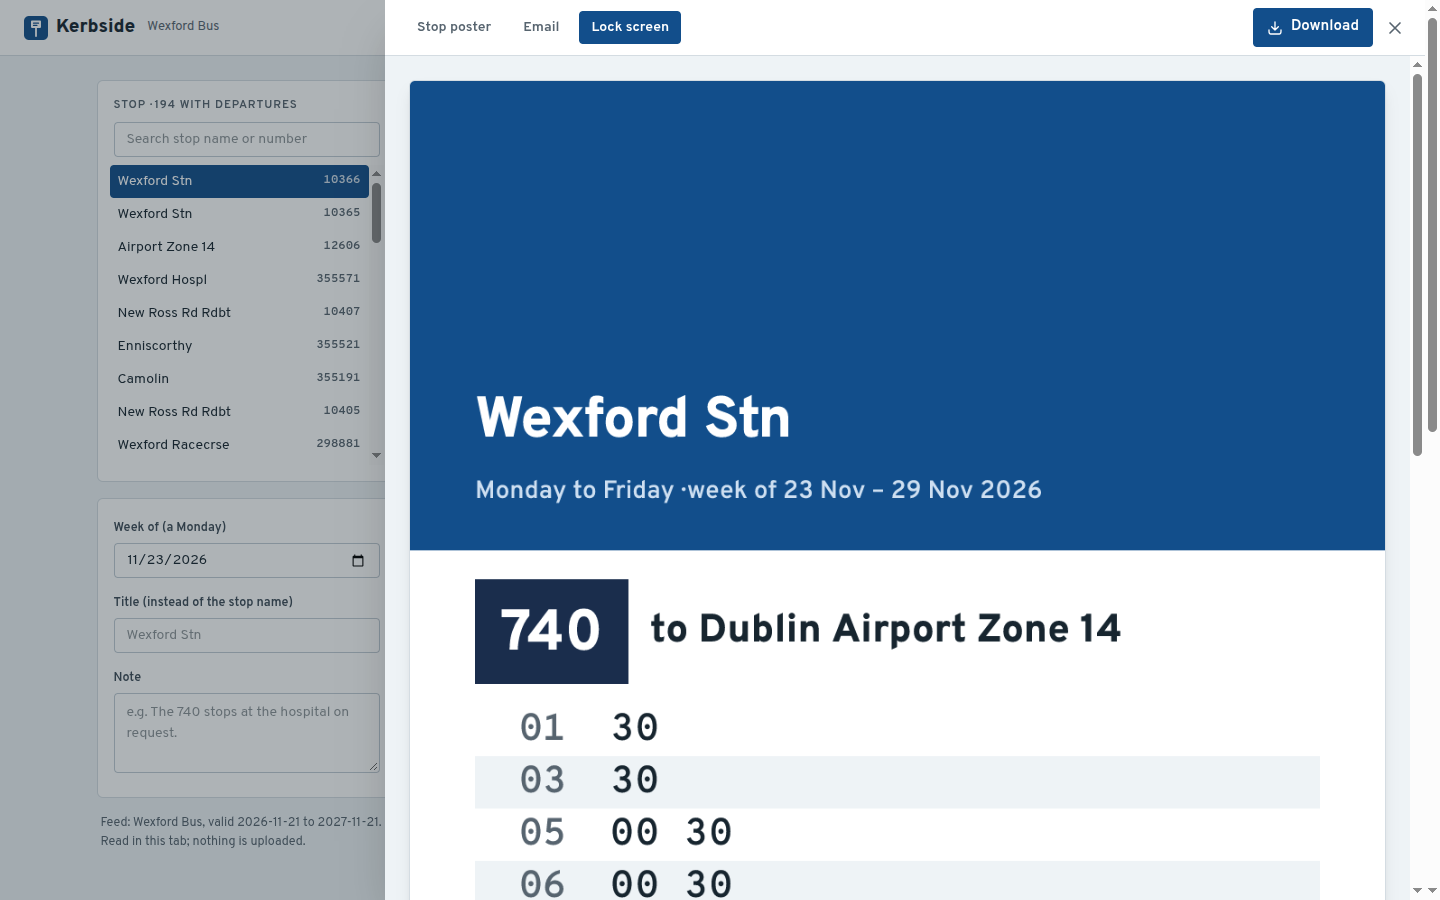 Kerbside
Wexford Bus
Stop poster
Email
Lock screen
Download
STOP ·194 WITH DEPARTURES
Search stop name or number
Wexford Stn 10366
Wexford Stn 10365
Airport Zone 14 12606
Wexford Hospl 355571
New Ross Rd Rdbt 10407
Enniscorthy 355521
Camolin 355191
New Ross Rd Rdbt 10405
Wexford Racecrse 298881
Week of (a Monday)
11/23/2026
Title (instead of the stop name)
Wexford Stn
Note
e.g. The 740 stops at the hospital on
request.
Feed: Wexford Bus, valid 2026-11-21 to 2027-11-21.
Read in this tab; nothing is uploaded.
Wexford Stn
Monday to Friday ·week of 23 Nov – 29 Nov 2026
740 to Dublin Airport Zone 14
01 30
03 30
05 00 30
06 00 30